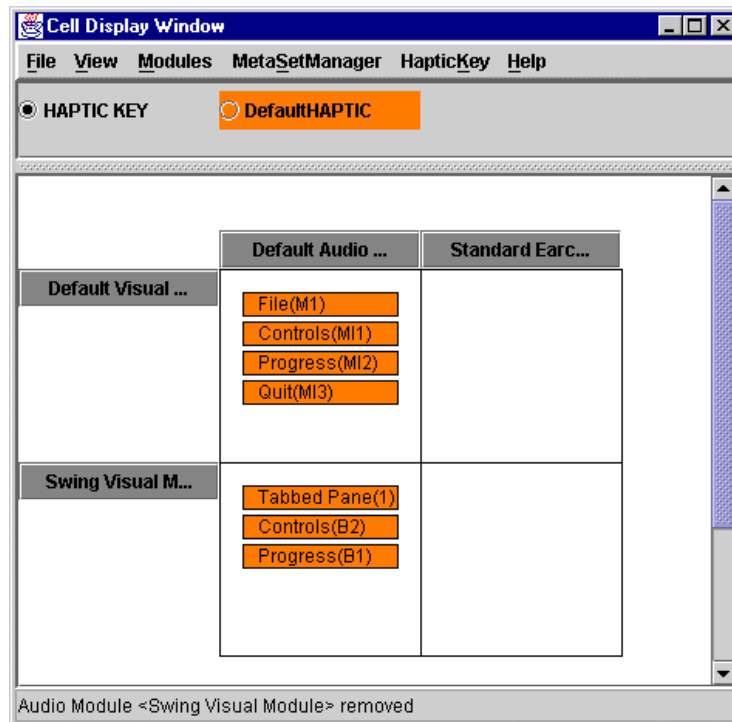 Cell Display Window
File View Modules MetaSetManager HapticKey Help
HAPTIC KEY DefaultHAPTIC
Default Audio ... Standard Earc...
Default Visual ...
File(M1)
Controls(MI1)
Progress(MI2)
Quit(MI3)
Swing Visual M...
Tabbed Pane(1)
Controls(B2)
Progress(B1)
Audio Module <Swing Visual Module> removed